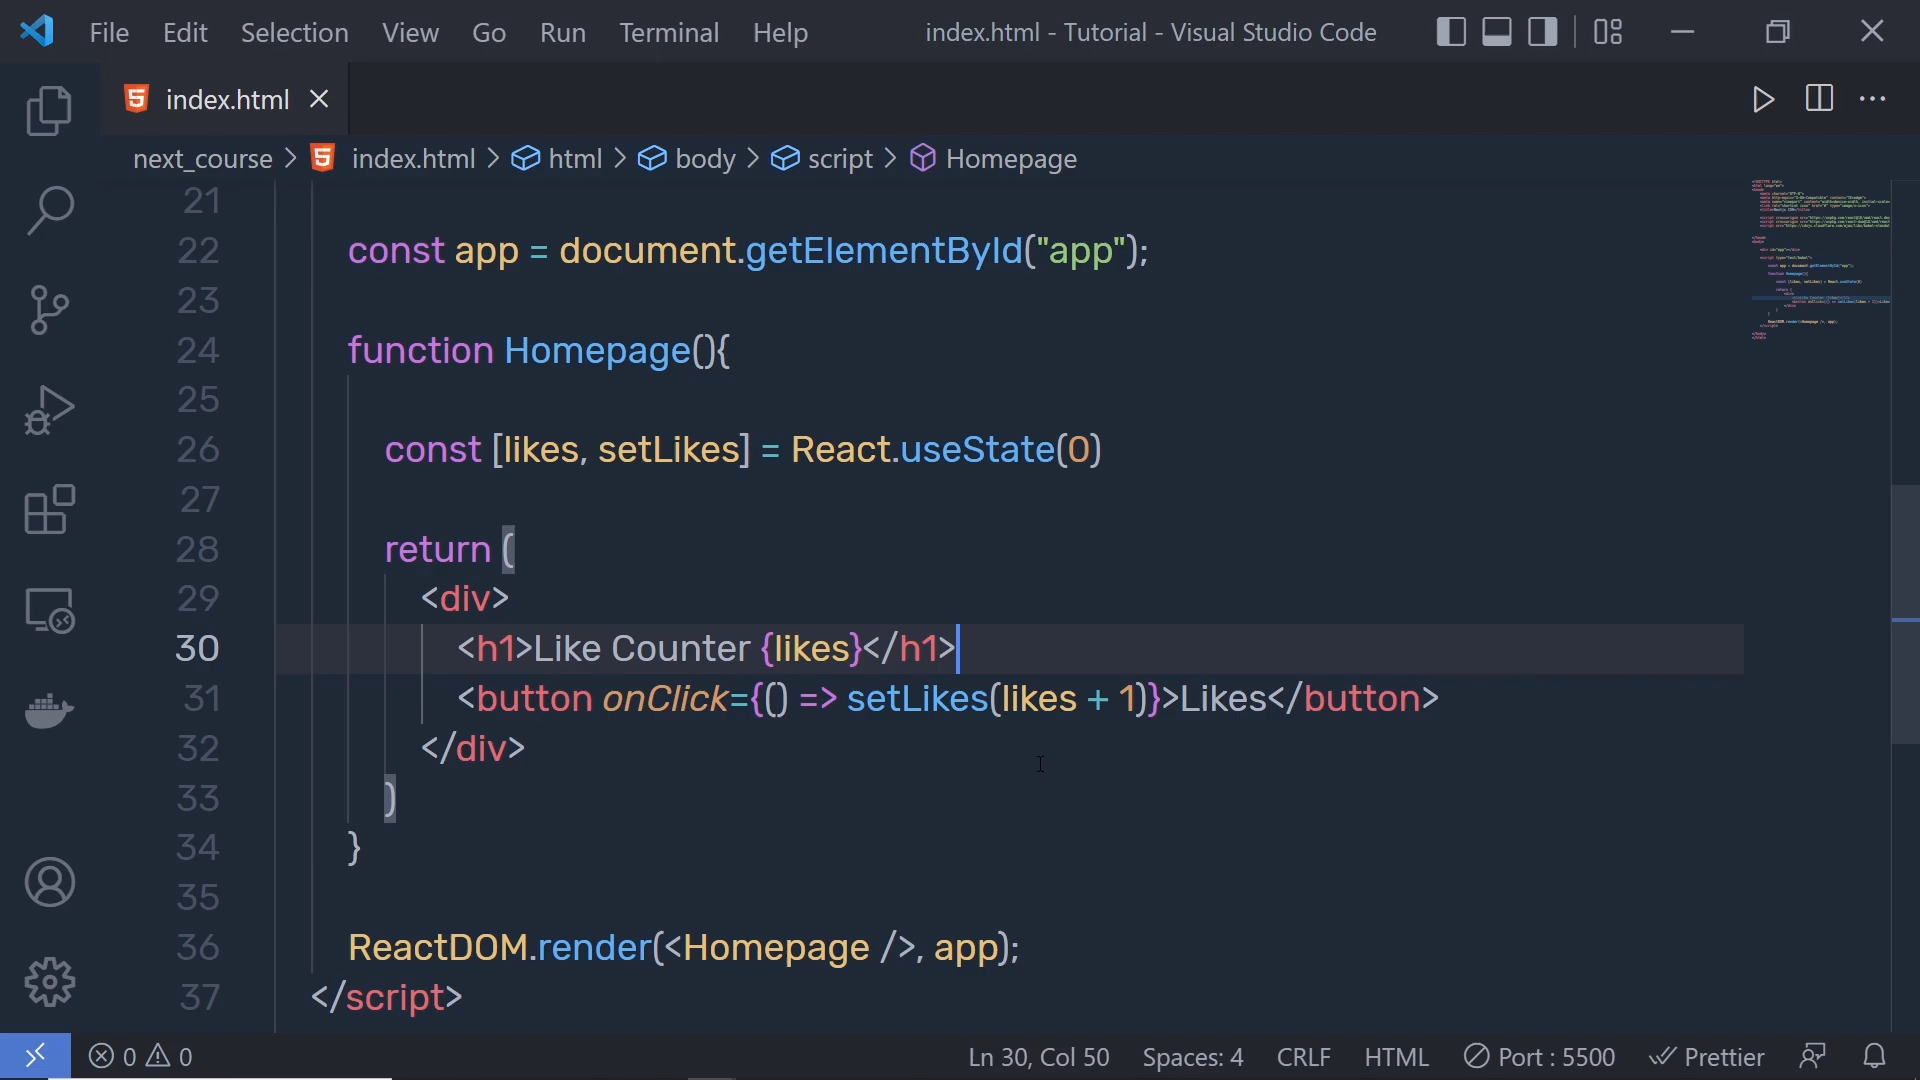 File Edit Selection View Go Run Terminal Help index.html - Tutorial - Visual Studio Code
index.html
next_course > index.html > html > body > script > Homepage
21
22 const app = document.getElementById("app");
23
24 function Homepage(){
25
26 const [likes, setLikes] = React.useState(0)
27
28 return (
29 <div>
30 <h1>Like Counter {likes}</h1>
31 <button onClick={() => setLikes(likes + 1)}>Likes</button>
32 </div>
33 )
34 }
35
36 ReactDOM.render(<Homepage />, app);
37 </script>
0 0 Ln 30, Col 50 Spaces: 4 CRLF HTML Port : 5500 Prettier